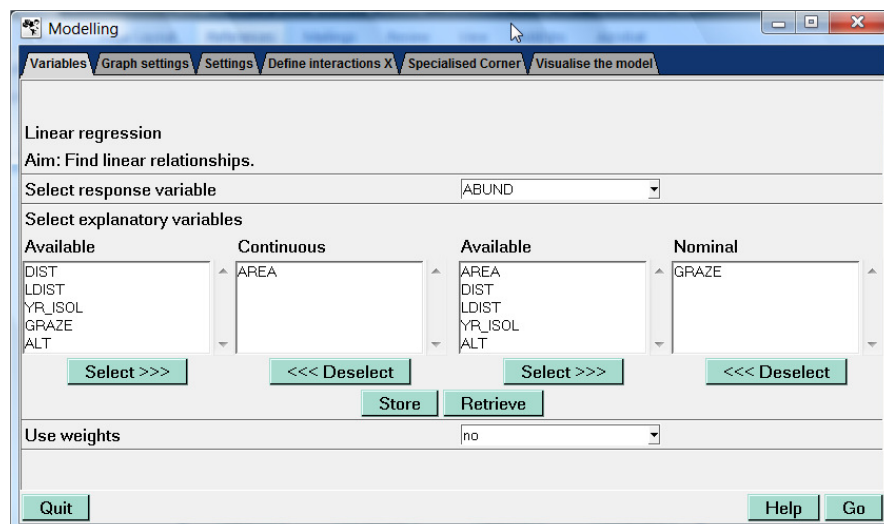 Modelling
Variables Graph settings Settings Define interactions X Specialised Corner Visualise the model
Linear regression
Aim: Find linear relationships.
Select response variable ABUND
Select explanatory variables
Available Continuous Available Nominal
DIST AREA AREA GRAZE
LDIST DIST
YR_ISOL LDIST
GRAZE YR_ISOL
ALT ALT
Select >>> <<< Deselect Select >>> <<< Deselect
Store Retrieve
Use weights no
Quit Help Go